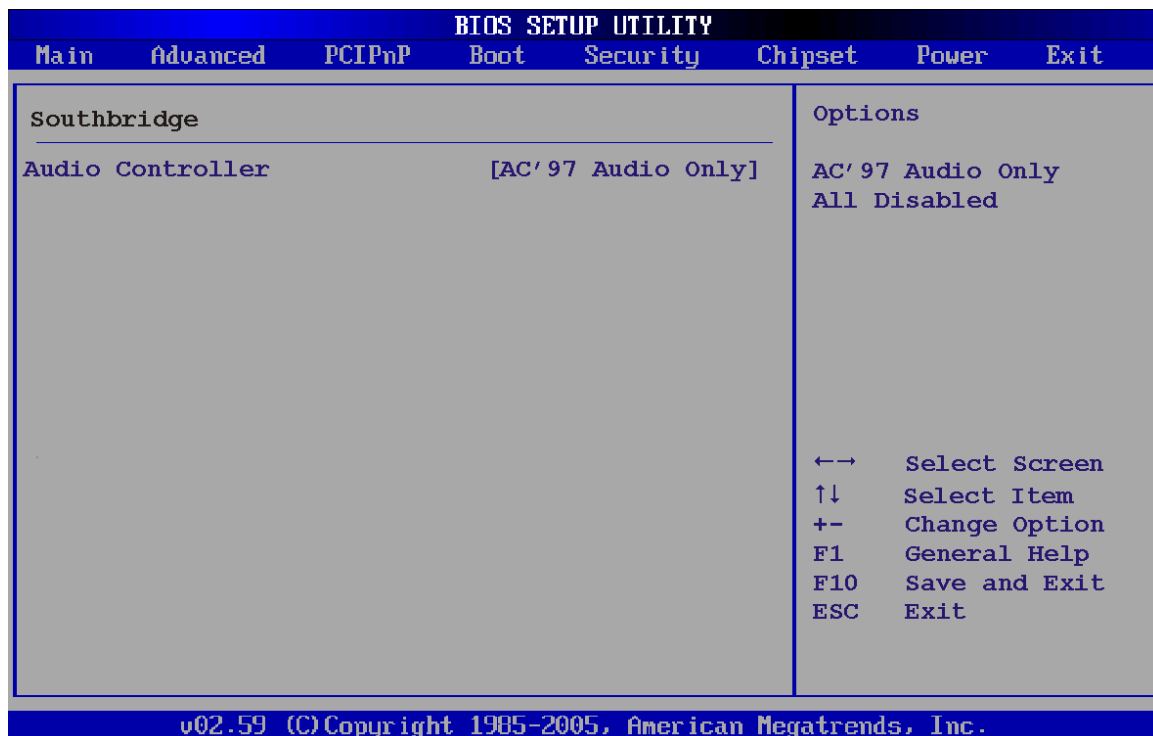 BIOS SETUP UTILITY
Main Advanced PCIPnP Boot Security Chipset Power Exit
Southbridge
Audio Controller [AC'97 Audio Only]
Options
AC'97 Audio Only
All Disabled
←→ Select Screen
↑↓ Select Item
+- Change Option
F1 General Help
F10 Save and Exit
ESC Exit
v02.59 (C)Copyright 1985-2005, American Megatrends, Inc.